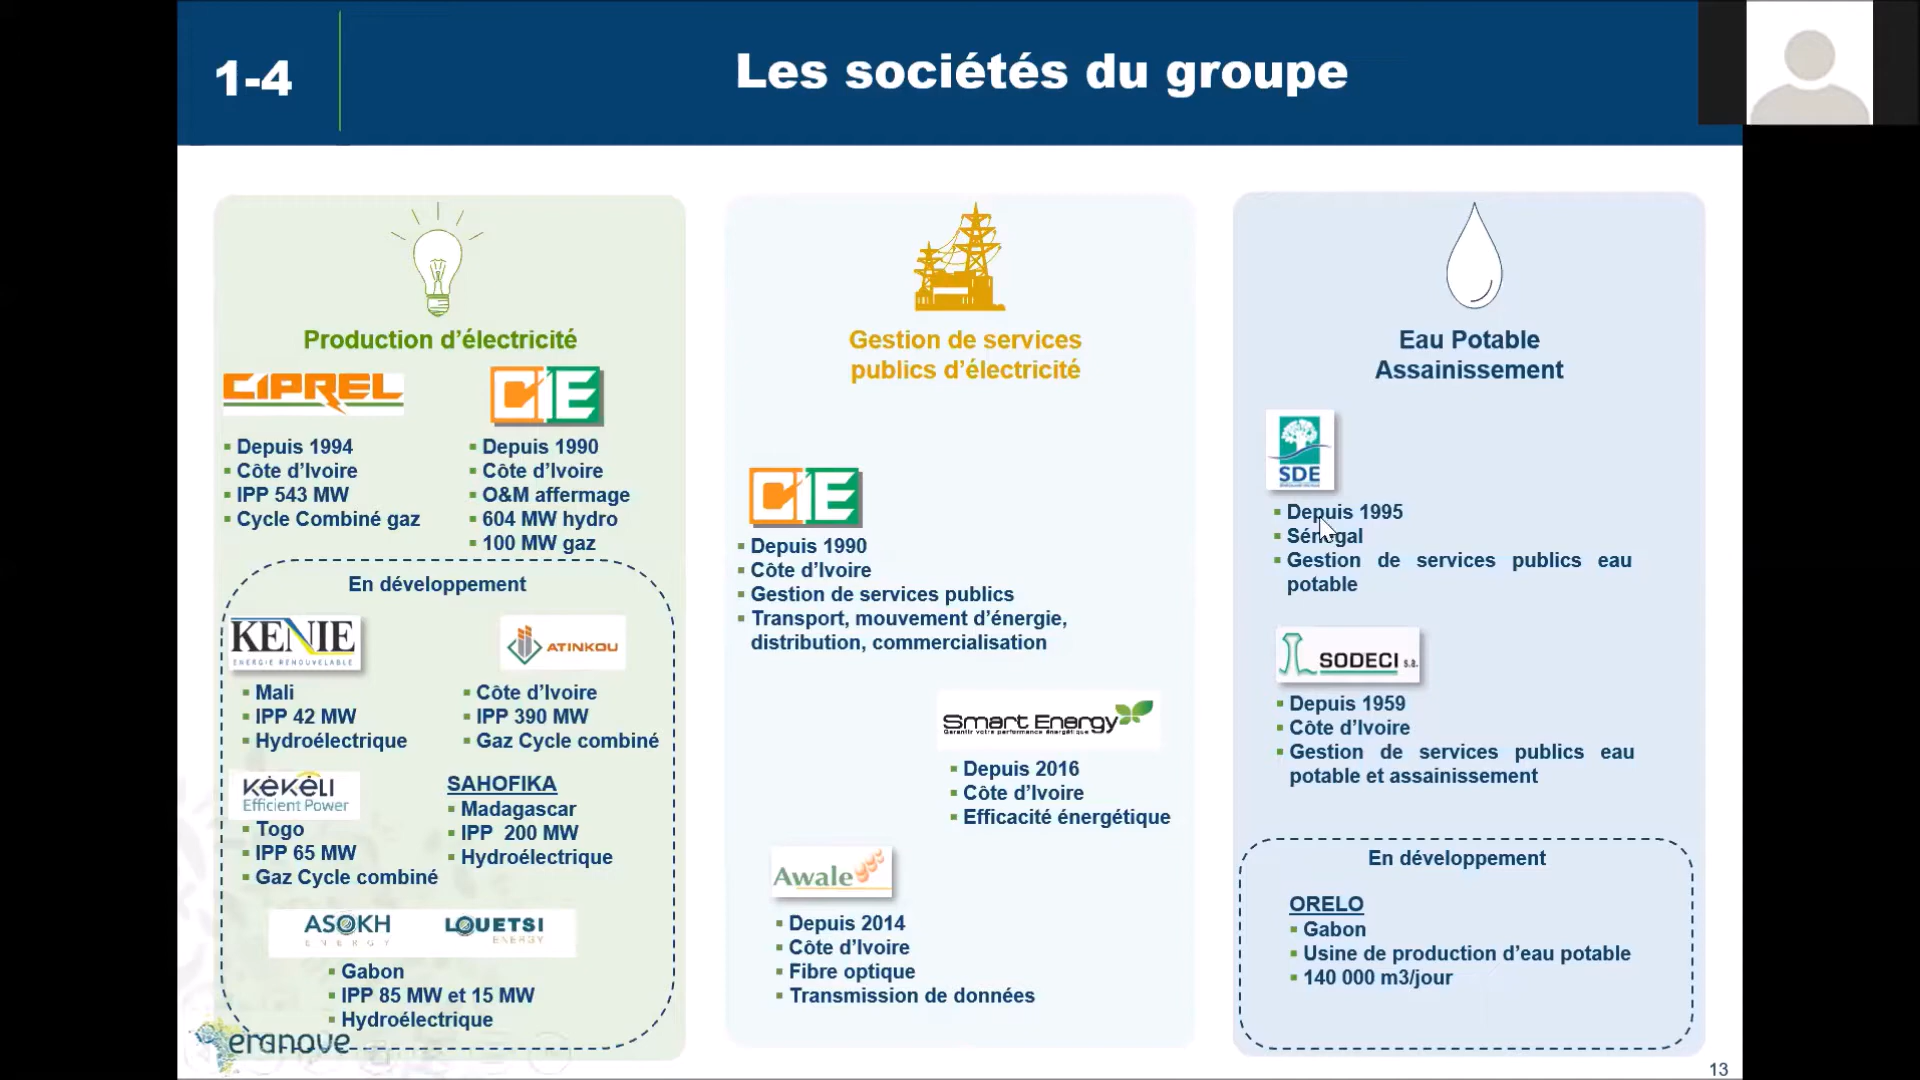 1-4
Les sociétés du groupe
Production d'électricité
CIPREL
▪ Depuis 1994
▪ Côte d'Ivoire
▪ IPP 543 MW
▪ Cycle Combiné gaz
CIE
▪ Depuis 1990
▪ Côte d'Ivoire
▪ O&M affermage
▪ 604 MW hydro
▪ 100 MW gaz
En développement
KENIE
ENERGIE RENOUVELABLE
▪ Mali
▪ IPP 42 MW
▪ Hydroélectrique
ATINKOU
▪ Côte d'Ivoire
▪ IPP 390 MW
▪ Gaz Cycle combiné
KéKéLI
Efficient Power
▪ Togo
▪ IPP 65 MW
▪ Gaz Cycle combiné
SAHOFIKA
▪ Madagascar
▪ IPP 200 MW
▪ Hydroélectrique
ASOKH
ENERGY
LOUETSI
ENERGY
▪ Gabon
▪ IPP 85 MW et 15 MW
▪ Hydroélectrique
eranove
Gestion de services
publics d'électricité
CIE
▪ Depuis 1990
▪ Côte d'Ivoire
▪ Gestion de services publics
▪ Transport, mouvement d'énergie,
distribution, commercialisation
Smart Energy
Garantir votre performance énergétique
▪ Depuis 2016
▪ Côte d'Ivoire
▪ Efficacité énergétique
Awale
▪ Depuis 2014
▪ Côte d'Ivoire
▪ Fibre optique
▪ Transmission de données
Eau Potable
Assainissement
SDE
▪ Depuis 1995
▪ Sénégal
▪ Gestion de services publics eau
potable
SODECI s.a.
▪ Depuis 1959
▪ Côte d'Ivoire
▪ Gestion de services publics eau
potable et assainissement
En développement
ORELO
▪ Gabon
▪ Usine de production d'eau potable
▪ 140 000 m3/jour
13